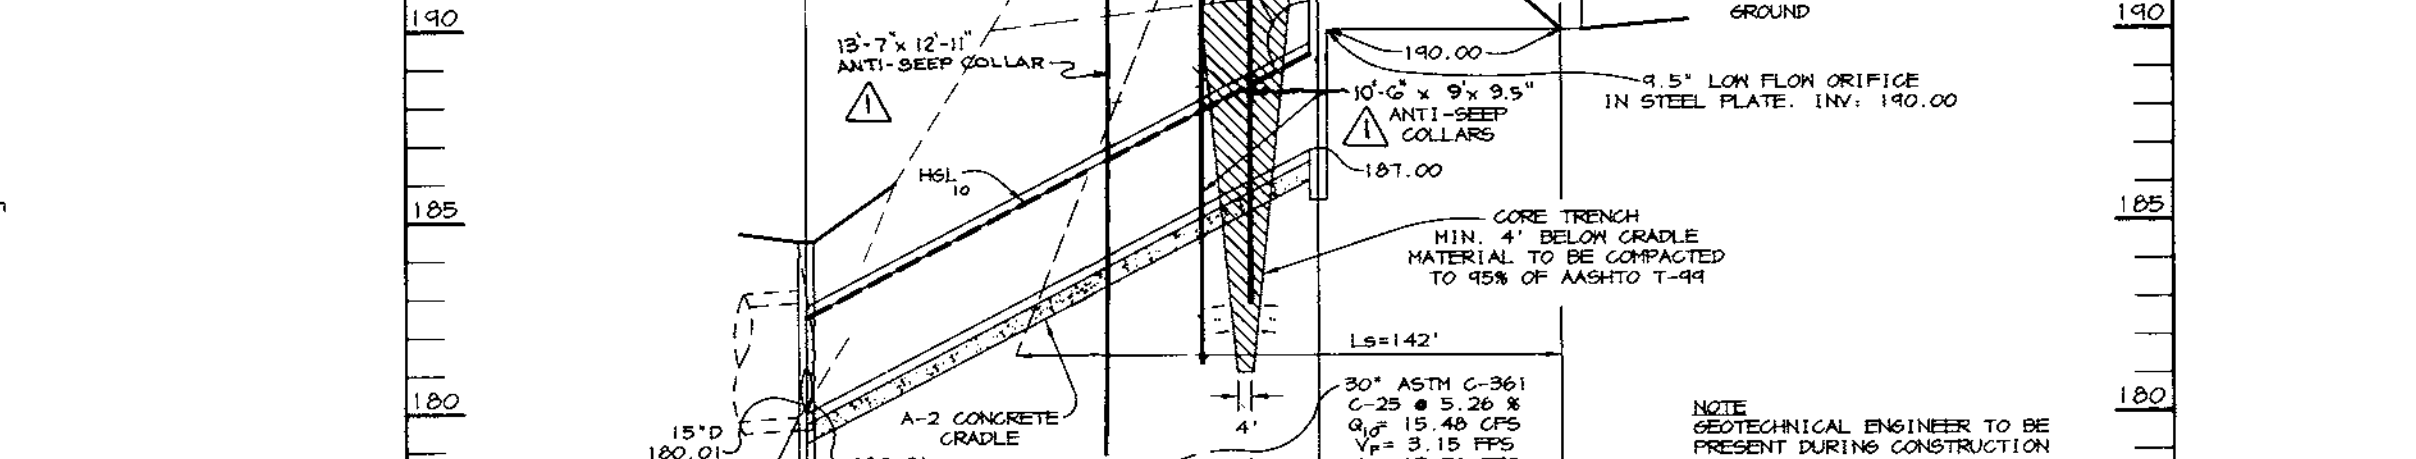 190
GROUND
190
13'-7"x 12'-11"
ANTI-SEEP COLLAR
1
190.00
9.5" LOW FLOW ORIFICE
IN STEEL PLATE. INV: 190.00
10'-6" x 9'x 9.5"
1
ANTI-SEEP
COLLARS
HGL
10
187.00
185
185
CORE TRENCH
MIN. 4' BELOW CRADLE
MATERIAL TO BE COMPACTED
TO 95% OF AASHTO T-99
Ls=142'
180
A-2 CONCRETE
CRADLE
15"D
180.01
4'
30" ASTM C-361
C-25 @ 5.26 %
Q10= 15.48 CFS
VF= 3.15 FPS
NOTE
GEOTECHNICAL ENGINEER TO BE
PRESENT DURING CONSTRUCTION
180